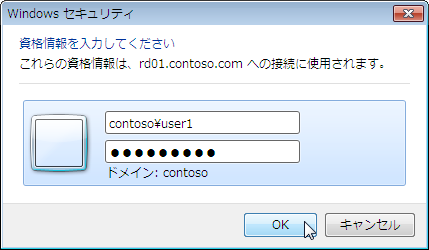 Windows セキュリティ
資格情報を入力してください
これらの資格情報は、rd01.contoso.com への接続に使用されます。
contoso¥user1
●●●●●●●●●
ドメイン: contoso
OK
キャンセル